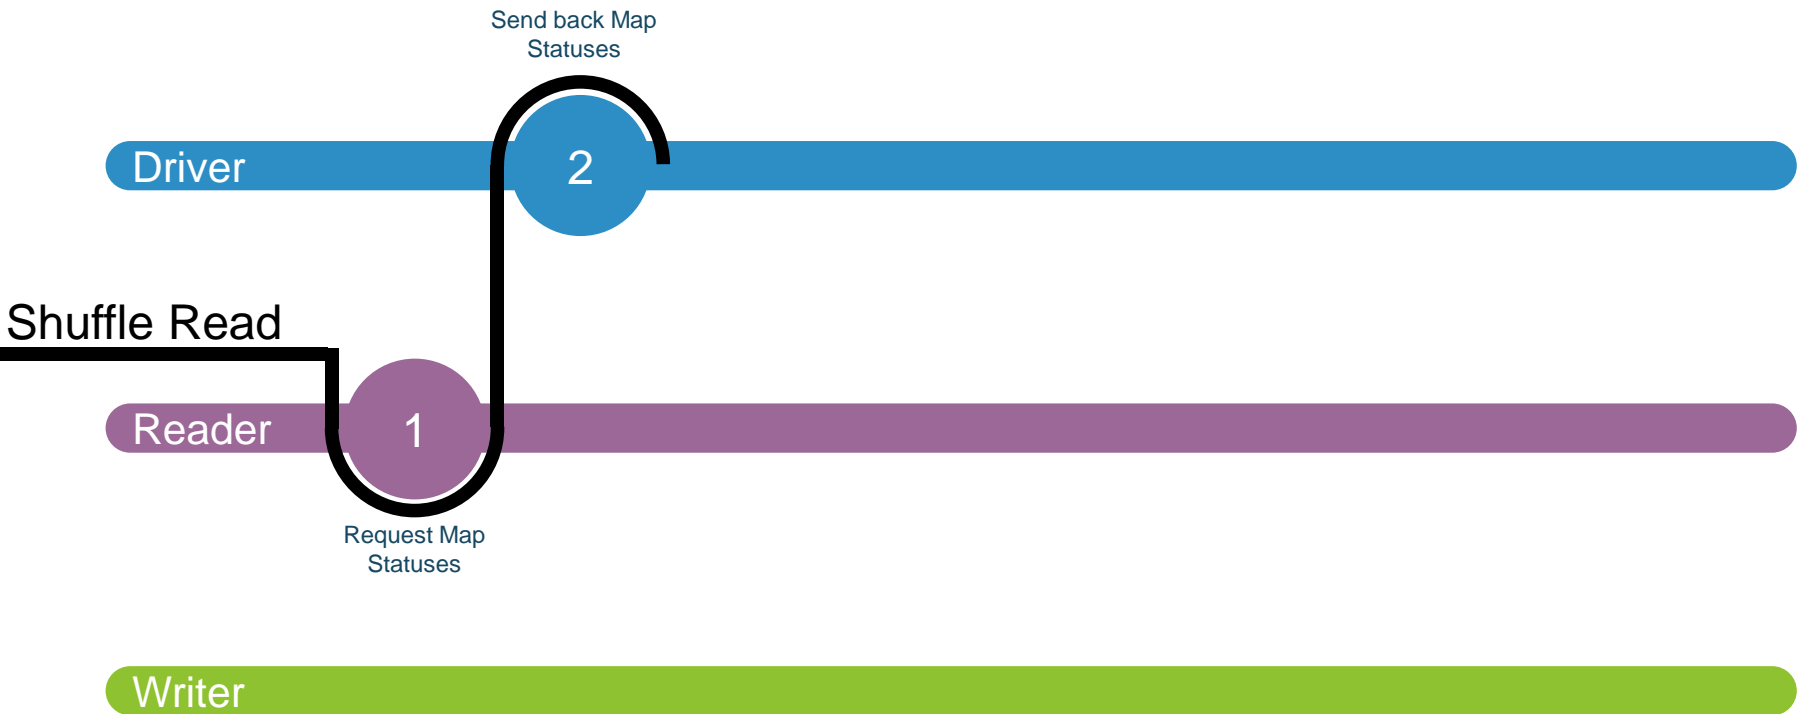 Send back Map
Statuses
Driver
2
Shuffle Read
Reader
1
Request Map
Statuses
Writer